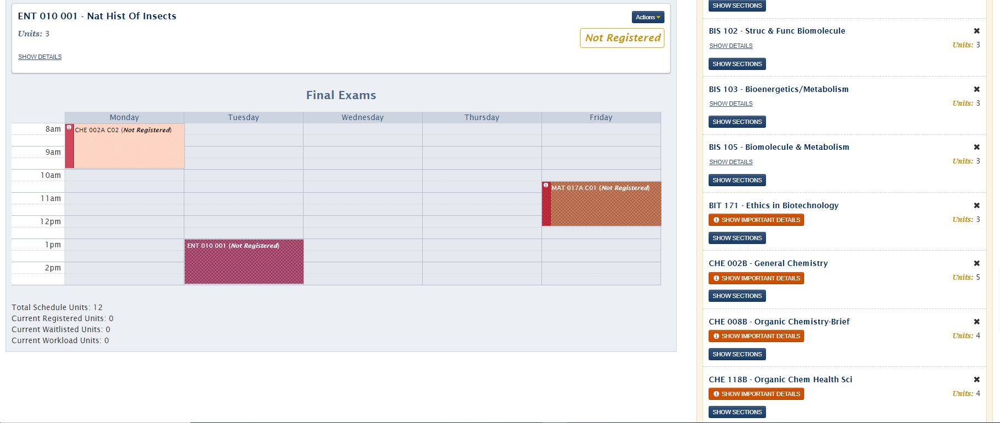 ENT 010 001 - Nat Hist Of Insects
Actions
Units: 3
Not Registered
SHOW DETAILS
Final Exams
Monday Tuesday Wednesday Thursday Friday
8am
CHE 002A C02 (Not Registered)
9am
10am
MAT 017A C01 (Not Registered)
11am
12pm
1pm
ENT 010 001 (Not Registered)
2pm
Total Schedule Units: 12
Current Registered Units: 0
Current Waitlisted Units: 0
Current Workload Units: 0
SHOW SECTIONS
BIS 102 - Struc & Func Biomolecule
SHOW DETAILS
Units: 3
SHOW SECTIONS
BIS 103 - Bioenergetics/Metabolism
SHOW DETAILS
Units: 3
SHOW SECTIONS
BIS 105 - Biomolecule & Metabolism
SHOW DETAILS
Units: 3
SHOW SECTIONS
BIT 171 - Ethics in Biotechnology
SHOW IMPORTANT DETAILS
Units: 3
SHOW SECTIONS
CHE 002B - General Chemistry
SHOW IMPORTANT DETAILS
Units: 5
SHOW SECTIONS
CHE 008B - Organic Chemistry-Brief
SHOW IMPORTANT DETAILS
Units: 4
SHOW SECTIONS
CHE 118B - Organic Chem Health Sci
SHOW IMPORTANT DETAILS
Units: 4
SHOW SECTIONS